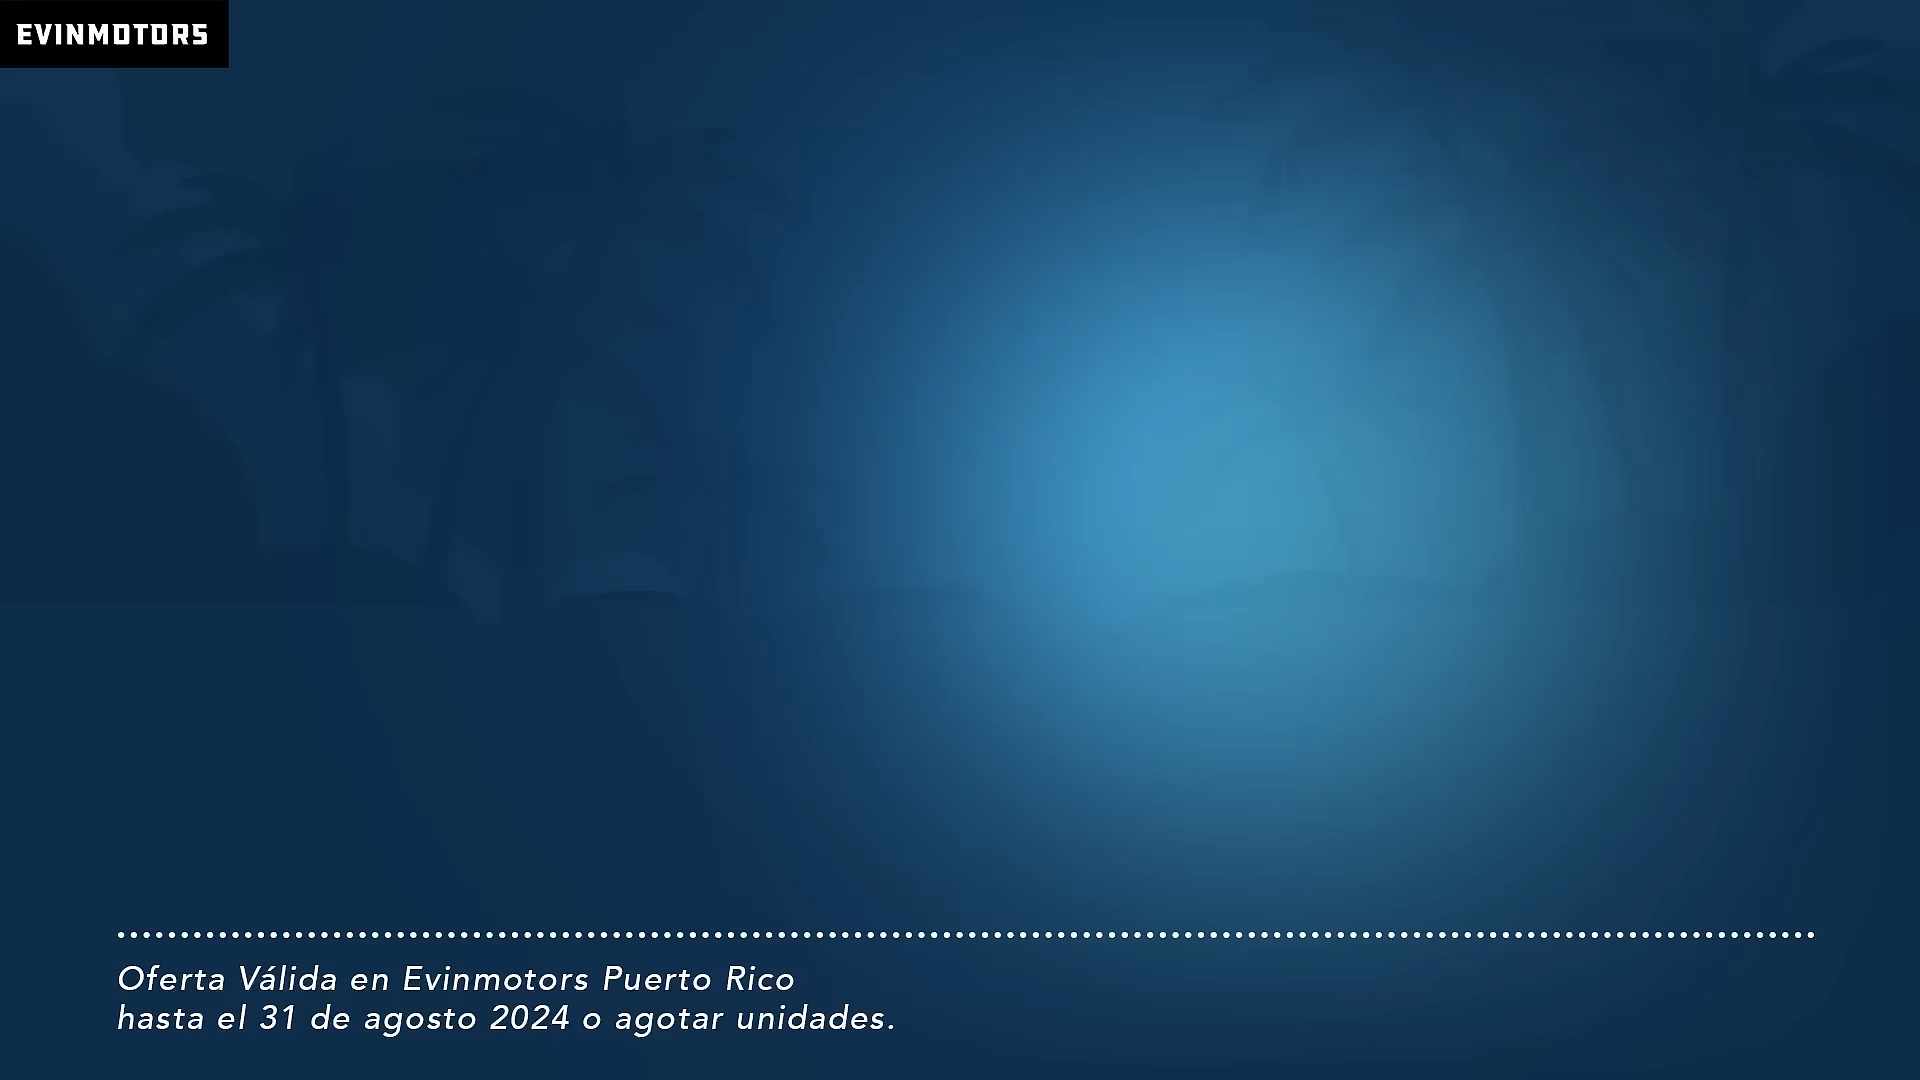 EVINMOTORS
Oferta Válida en Evinmotors Puerto Rico
hasta el 31 de agosto 2024 o agotar unidades.